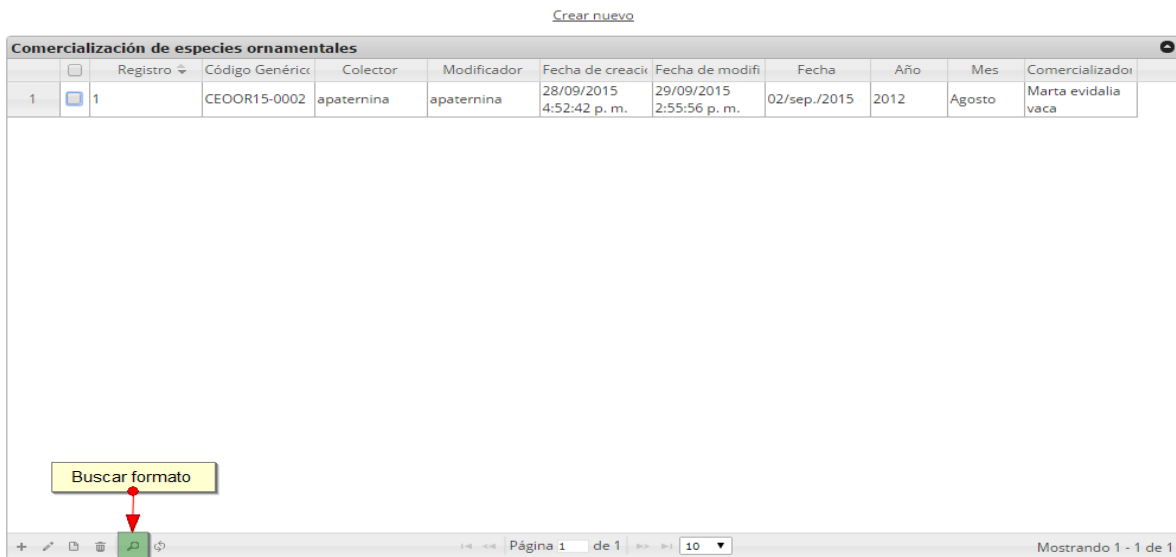 Crear nuevo
Comercialización de especies ornamentales
Registro Código Genéricc Colector Modificador Fecha de creació Fecha de modifi Fecha Año Mes Comercializador
1 1 CEOOR15-0002 apaternina apaternina 28/09/2015 4:52:42 p. m. 29/09/2015 2:55:56 p. m. 02/sep./2015 2012 Agosto Marta evidalia vaca
Buscar formato
Página 1 de 1 10 Mostrando 1 - 1 de 1